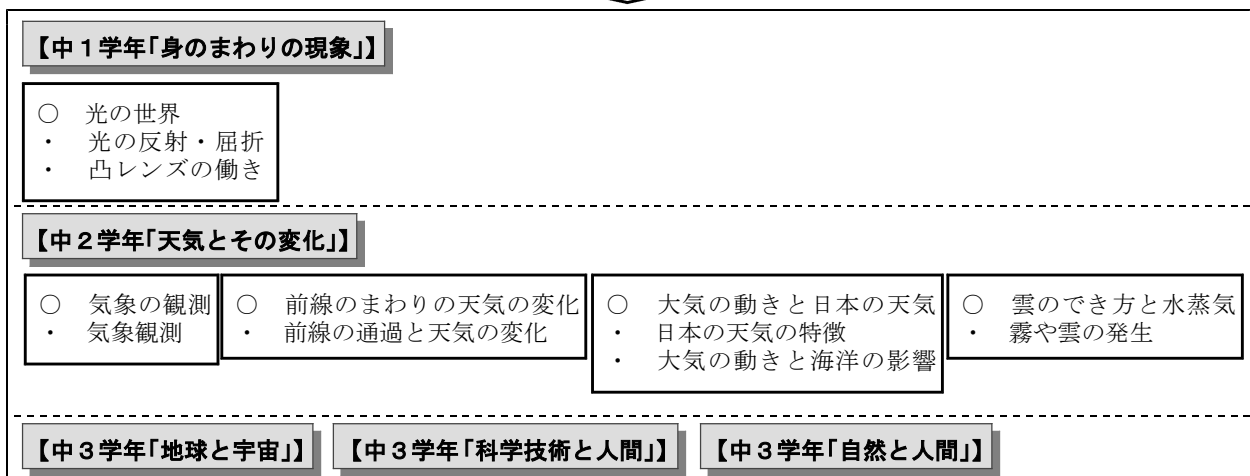 【中１学年「身のまわりの現象」】
○ 光の世界
・ 光の反射・屈折
・ 凸レンズの働き
【中２学年「天気とその変化」】
○ 気象の観測
・ 気象観測
○ 前線のまわりの天気の変化
・ 前線の通過と天気の変化
○ 大気の動きと日本の天気
・ 日本の天気の特徴
・ 大気の動きと海洋の影響
○ 雲のでき方と水蒸気
・ 霧や雲の発生
【中３学年「地球と宇宙」】 【中３学年「科学技術と人間」】 【中３学年「自然と人間」】